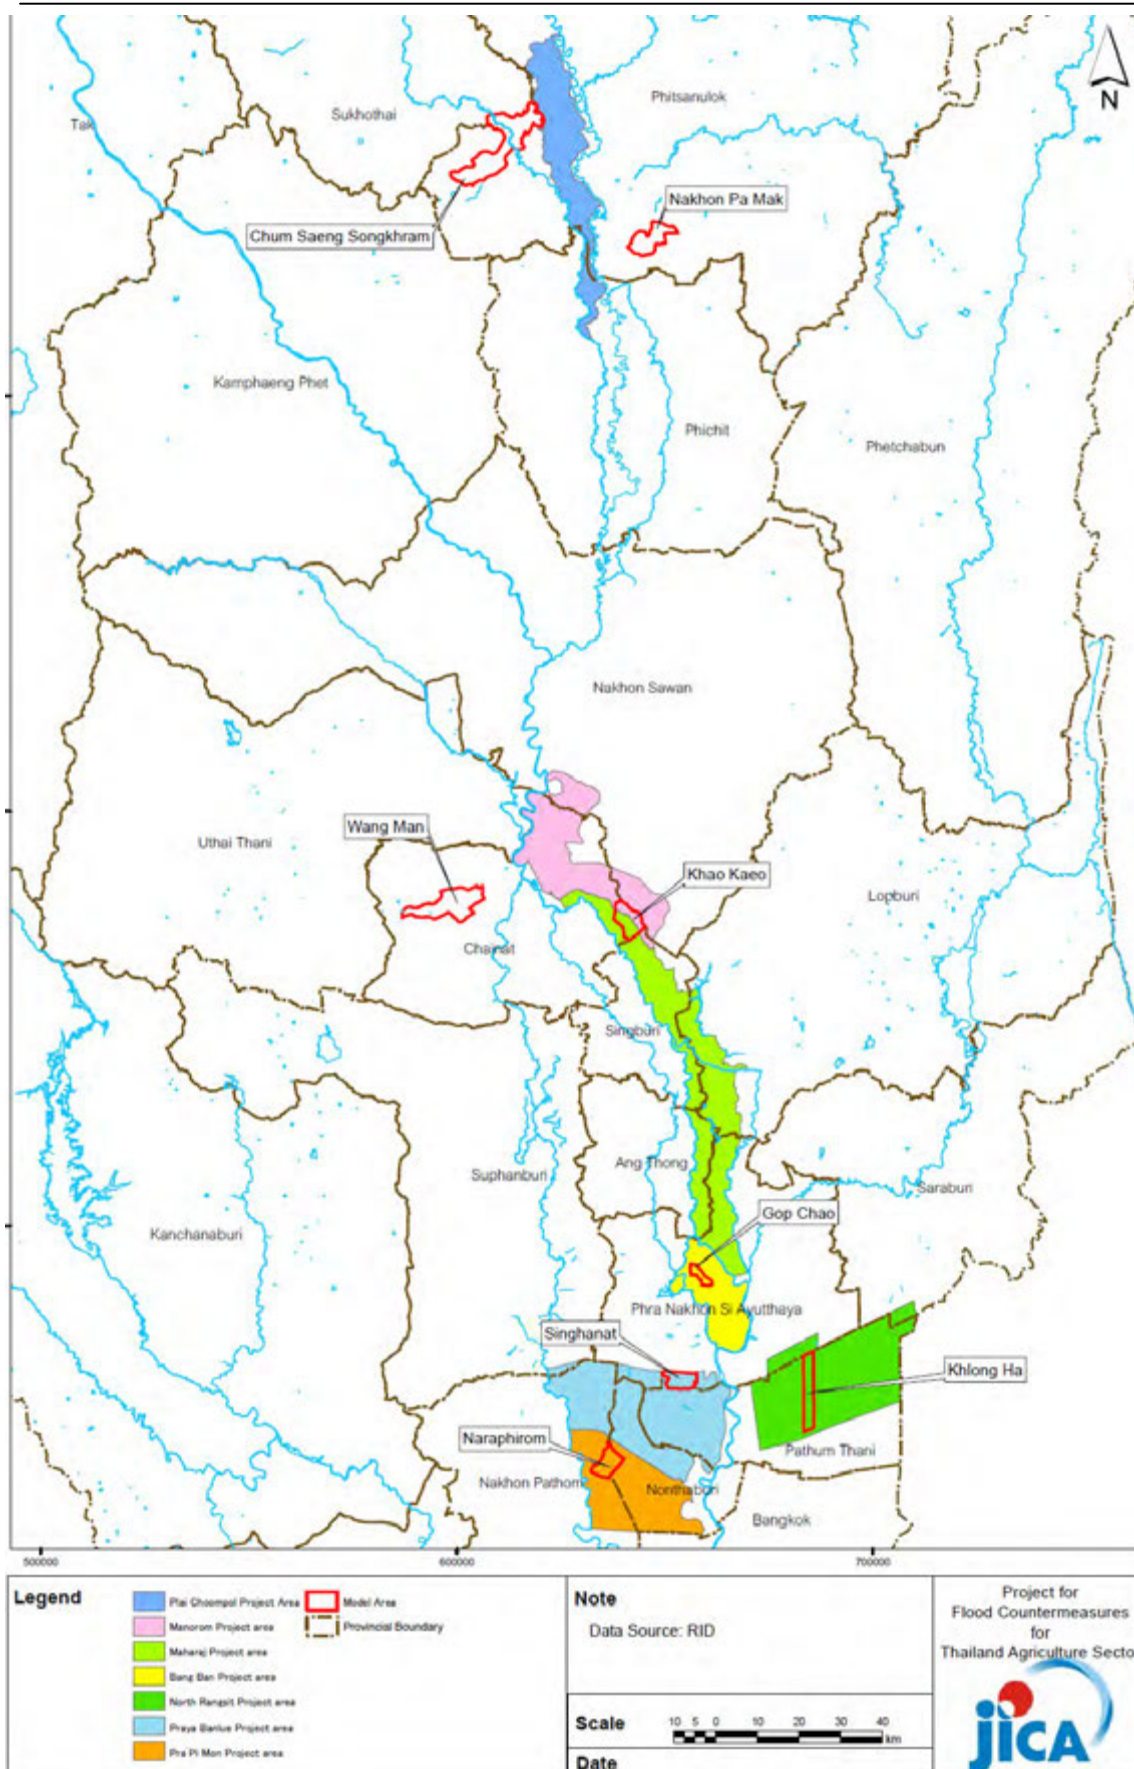 N
Phitsanulok
Sukhothai
Tak
Nakhon Pa Mak
Chum Saeng Songkhram
Kamphaeng Phet
Phichit
Phetchabun
Nakhon Sawan
Wang Man
Uthai Thani
Khao Kaeo
Lopburi
Chainat
Singburi
Ang Thong
Suphanburi
Saraburi
Gop Chao
Kanchanaburi
Phra Nakhon Si Ayutthaya
Singhanat
Khlong Ha
Naraphirom
Pathum Thani
Nakhon Pathom
Nonthaburi
Bangkok
500000 600000 700000
Legend
Plai Choompol Project Area
Manorom Project area
Maharaj Project area
Bang Ban Project area
North Rangsit Project area
Praya Banlue Project area
Pra Pi Mon Project area
Model Area
Provincial Boundary
Note
Data Source: RID
Scale
10 5 0 10 20 30 40
km
Date
Project for
Flood Countermeasures
for
Thailand Agriculture Secto
jICA